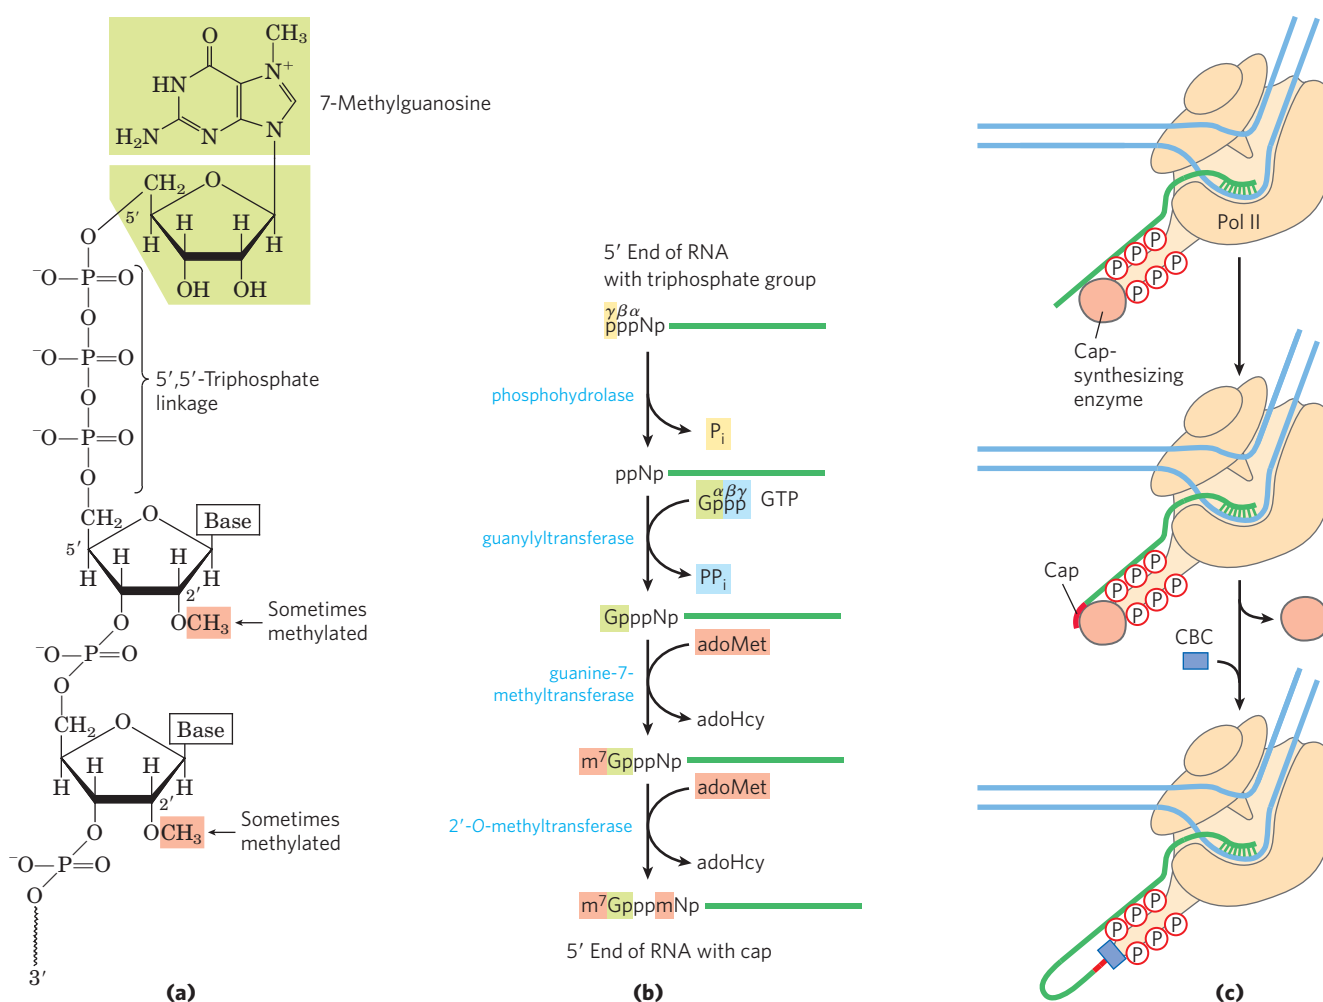 O
CH₃
HN
N⁺
7-Methylguanosine
H₂N
N
N
CH₂
O
5′
H
H
H
H
O
⁻O—P=O
OH
OH
O
⁻O—P=O
5′,5′-Triphosphate
linkage
O
⁻O—P=O
O
CH₂
O
Base
5′
H
H
H
H
2′
O
OCH₃
Sometimes
methylated
⁻O—P=O
O
CH₂
O
Base
H
H
H
H
2′
O
OCH₃
Sometimes
methylated
⁻O—P=O
O
3′
(a)
5′ End of RNA
with triphosphate group
γβα
pppNp
phosphohydrolase
Pᵢ
ppNp
αβγ
Gppp GTP
guanylyltransferase
PPᵢ
GpppNp
adoMet
guanine-7-
methyltransferase
adoHcy
m⁷GpppNp
adoMet
2′-O-methyltransferase
adoHcy
m⁷GpppmNp
5′ End of RNA with cap
(b)
Pol II
P
P
P
P
P
P
Cap-
synthesizing
enzyme
P
P
P
P
P
P
Cap
CBC
P
P
P
P
P
P
(c)